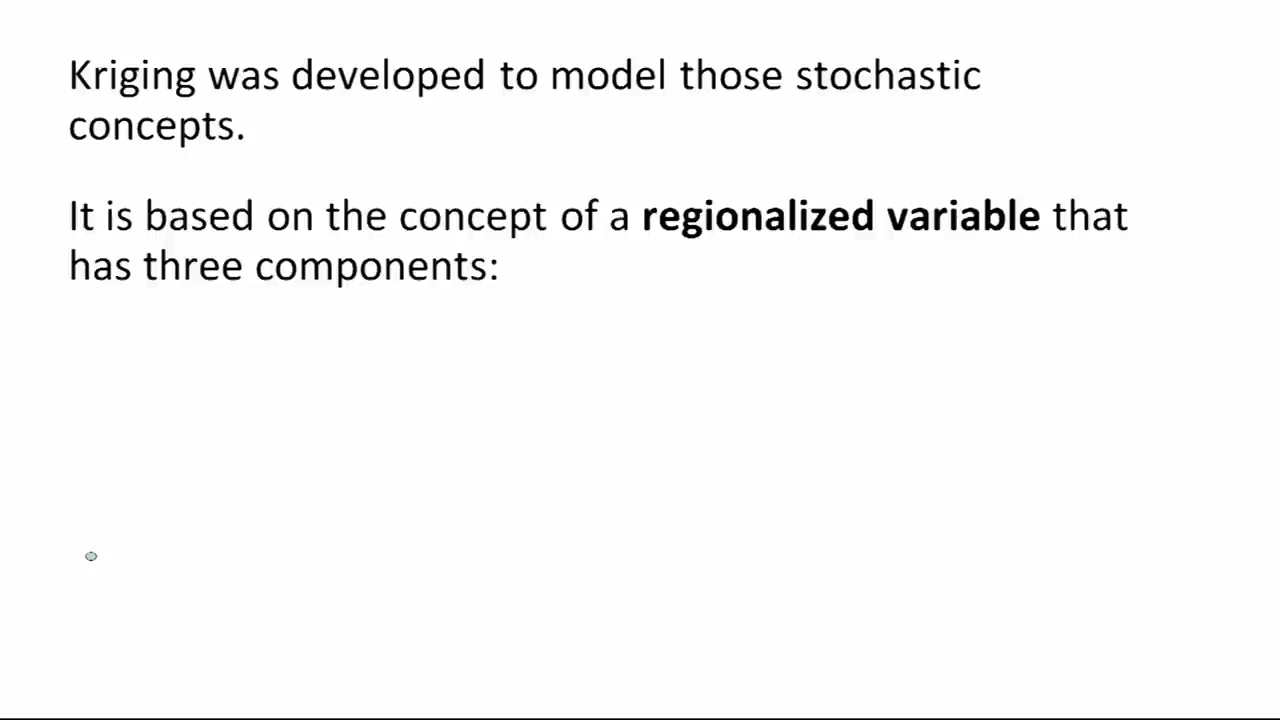 Kriging was developed to model those stochastic
concepts.
It is based on the concept of a regionalized variable that
has three components: